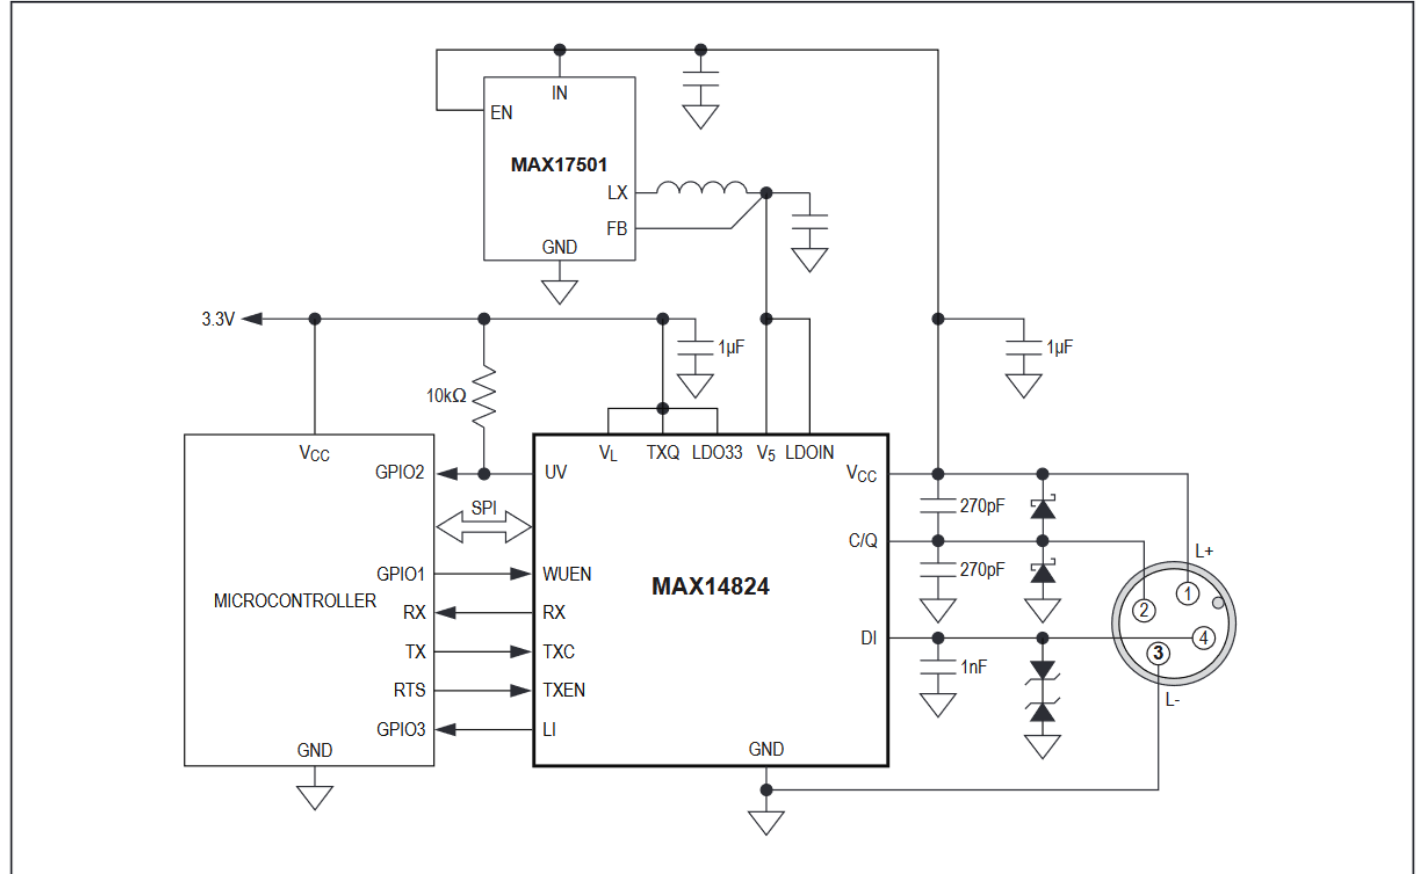 IN
EN
MAX17501
LX
FB
GND
3.3V
1µF
1µF
10kΩ
VCC
GPIO2
SPI
GPIO1
MICROCONTROLLER
RX
TX
RTS
GPIO3
GND
VL TXQ LDO33 V5 LDOIN
UV
VCC
C/Q
WUEN
MAX14824
RX
TXC
DI
TXEN
LI
GND
270pF
270pF
1nF
L+
1
2
4
3
L-